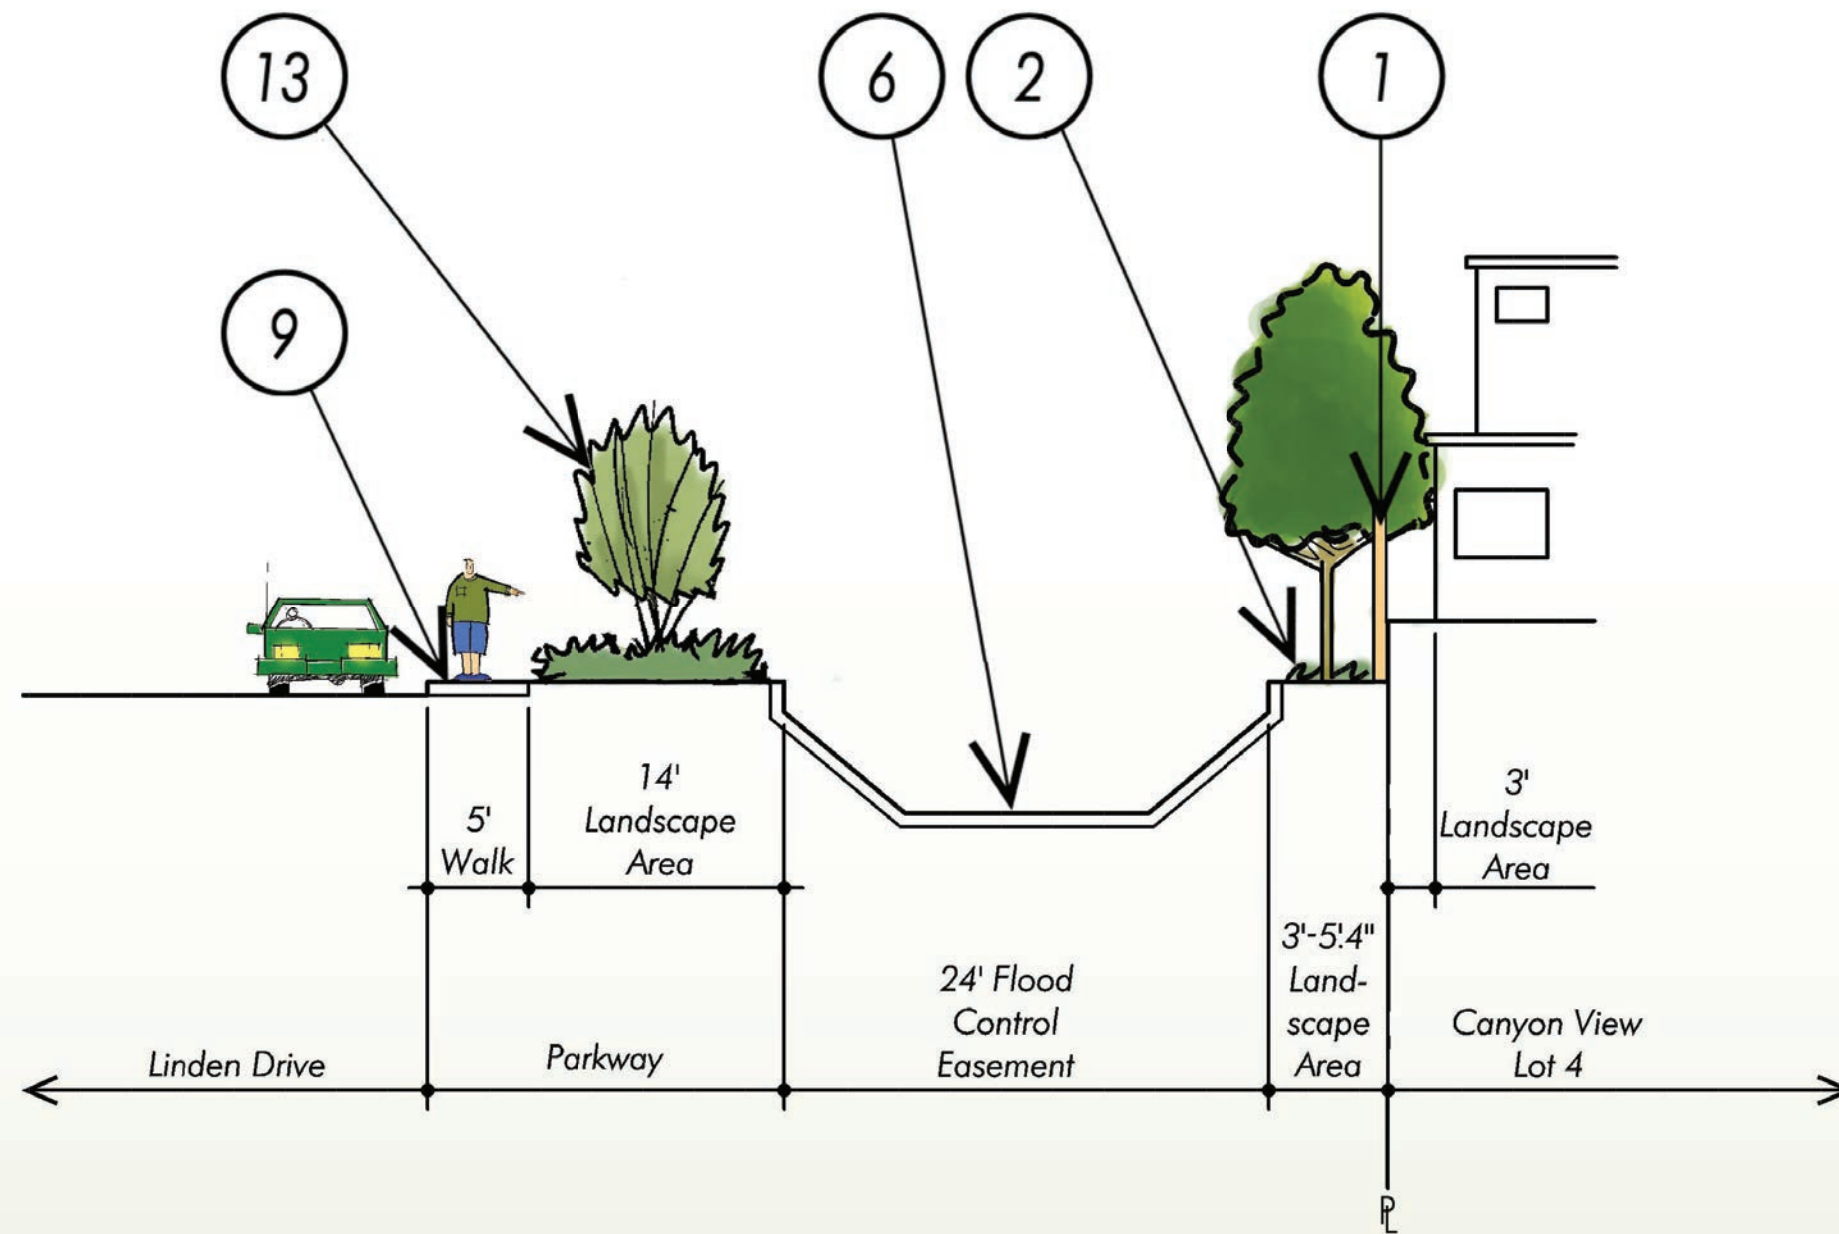 13
6
2
1
9
14'
Landscape
Area
5'
Walk
3'
Landscape
Area
3'-5'.4"
Land-
scape
Area
24' Flood
Control
Easement
Canyon View
Lot 4
Linden Drive
Parkway
PL